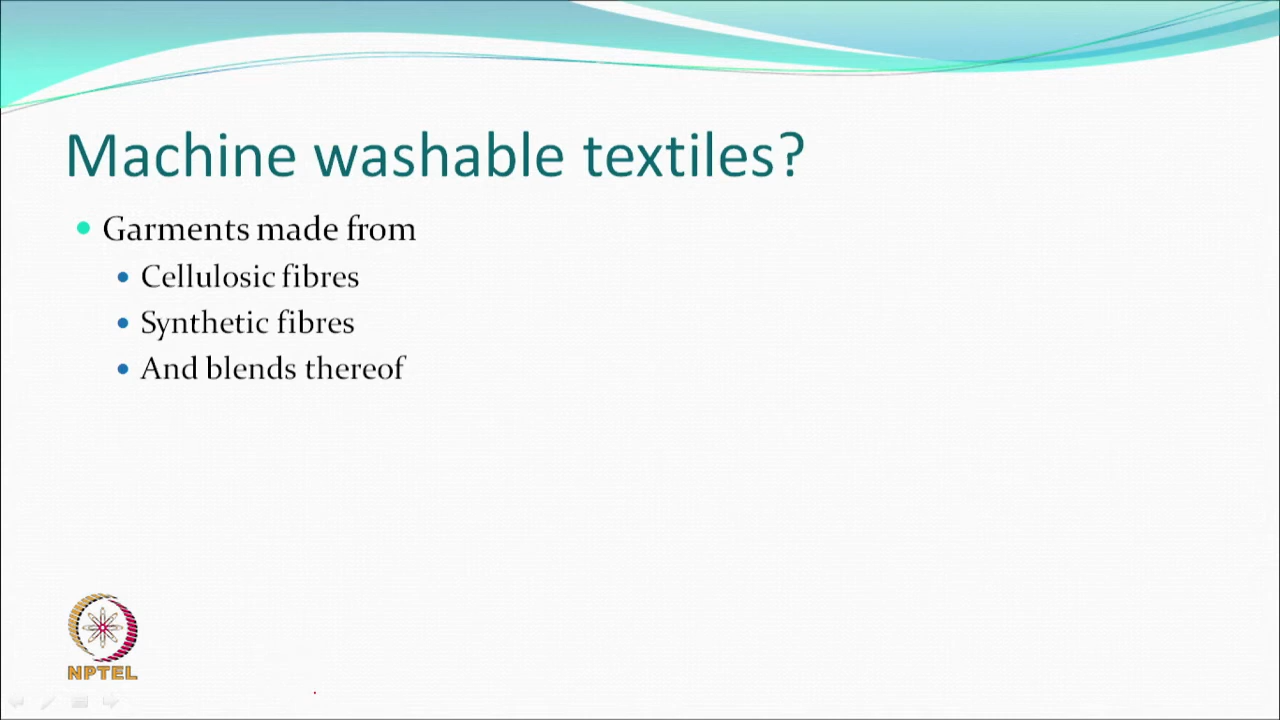 Machine washable textiles?
Garments made from
Cellulosic fibres
Synthetic fibres
And blends thereof
NPTEL